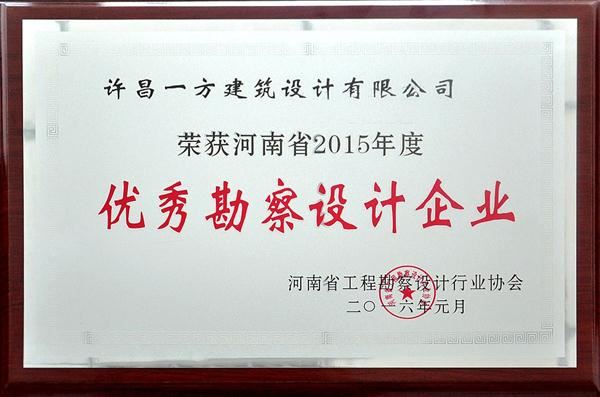 许昌一方建筑设计有限公司
荣获河南省2015年度
优秀勘察设计企业
河南省工程勘察设计行业协会
二〇一六年元月